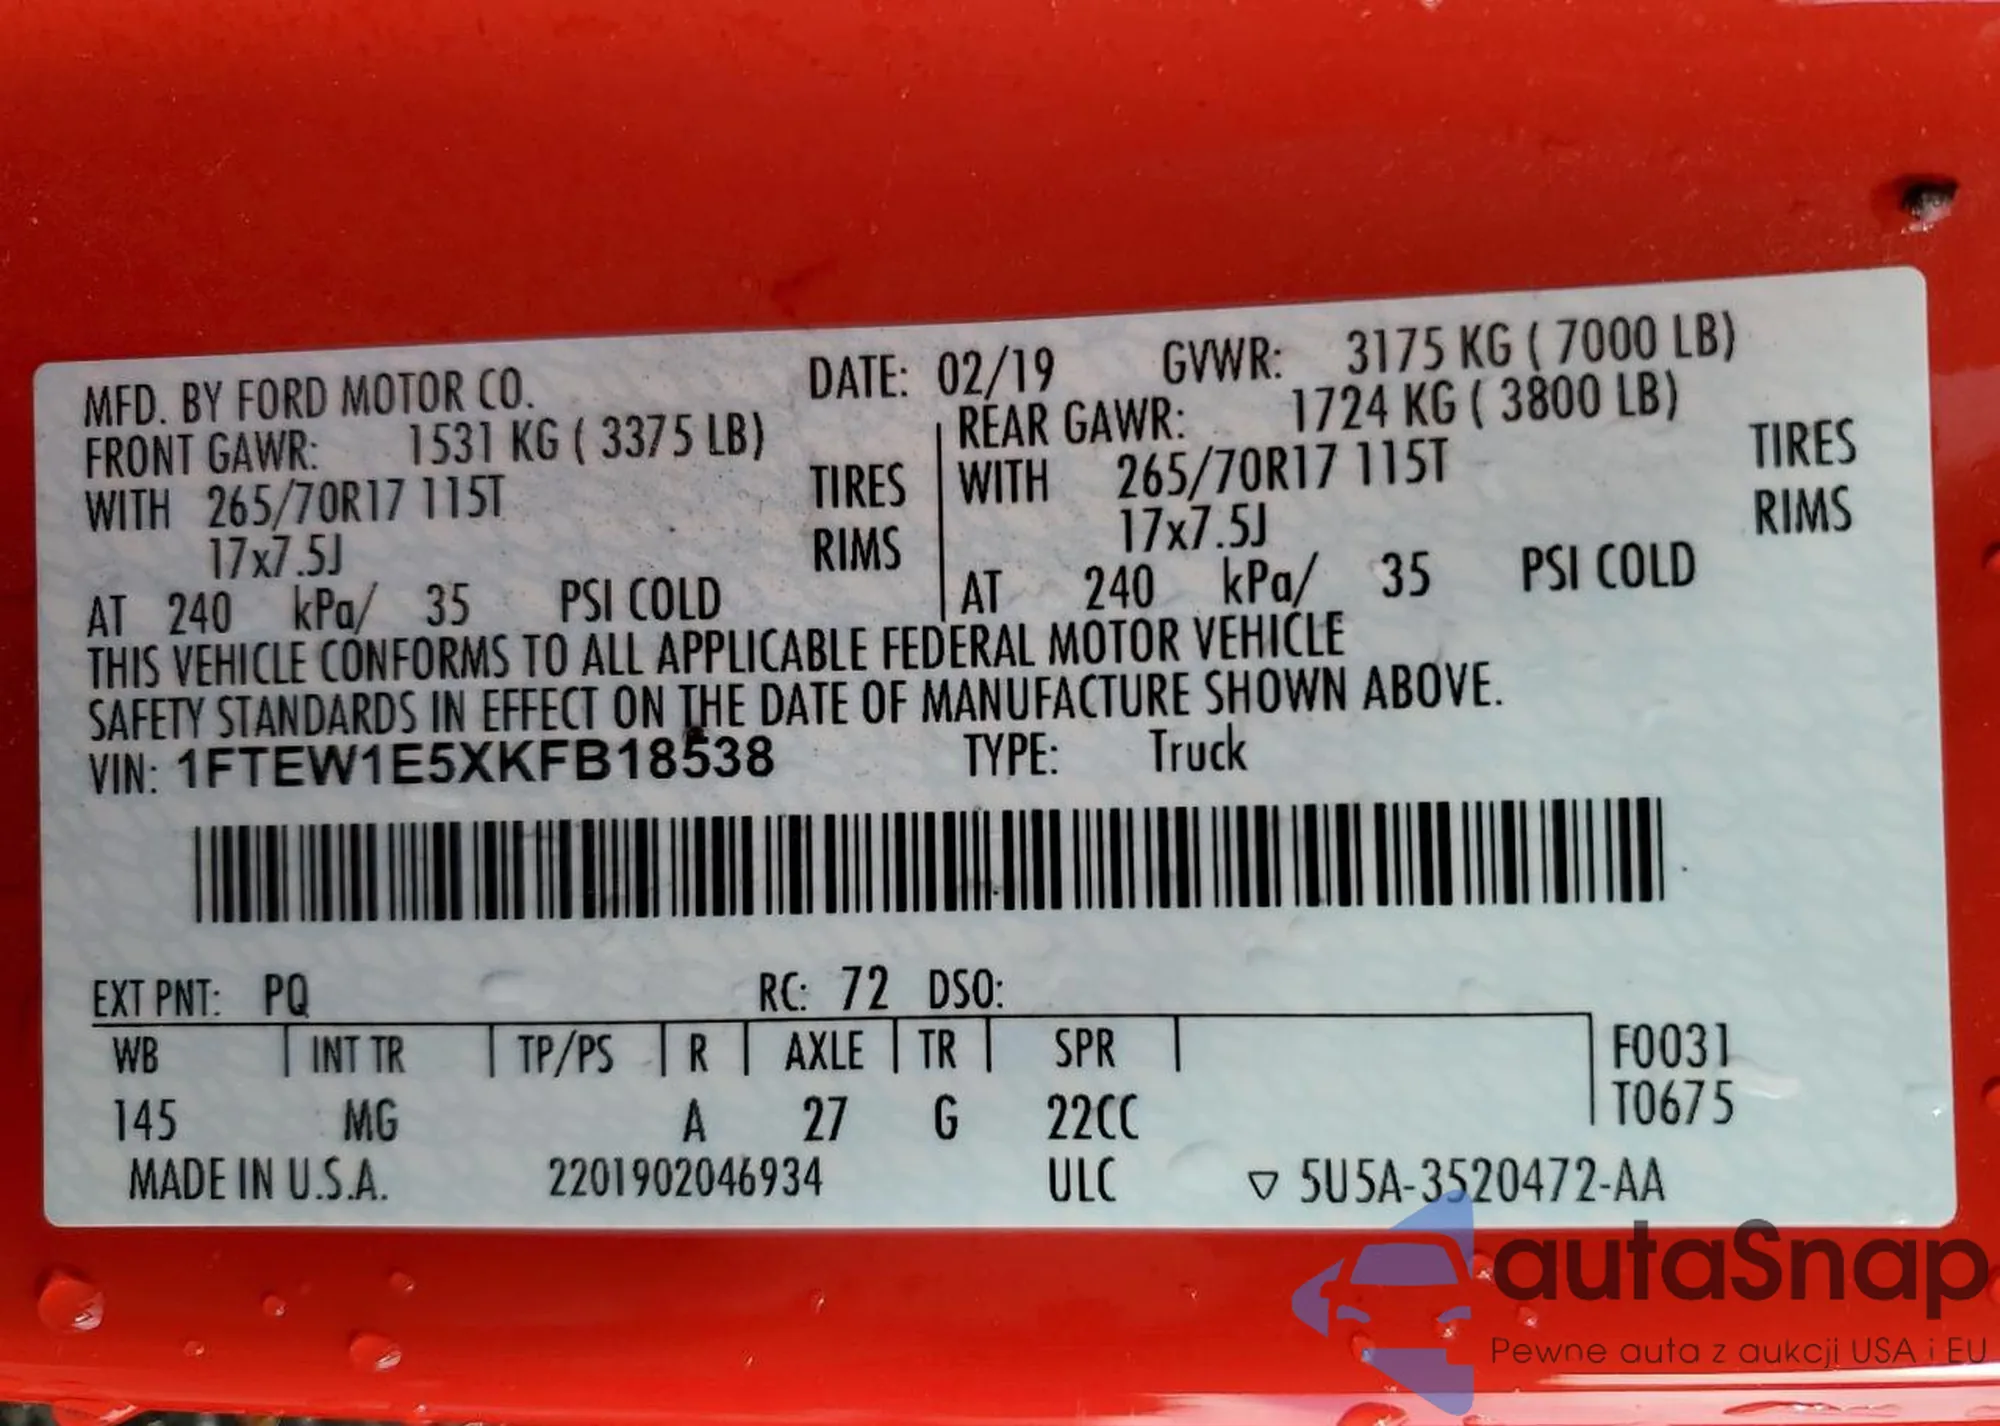 MFD. BY FORD MOTOR CO. DATE: 02/19 GVWR: 3175 KG ( 7000 LB)
FRONT GAWR: 1531 KG ( 3375 LB) REAR GAWR: 1724 KG ( 3800 LB)
WITH 265/70R17 115T TIRES WITH 265/70R17 115T TIRES
17x7.5J RIMS 17x7.5J RIMS
AT 240 kPa/ 35 PSI COLD AT 240 kPa/ 35 PSI COLD
THIS VEHICLE CONFORMS TO ALL APPLICABLE FEDERAL MOTOR VEHICLE
SAFETY STANDARDS IN EFFECT ON THE DATE OF MANUFACTURE SHOWN ABOVE.
VIN: 1FTEW1E5XKFB18538 TYPE: Truck
EXT PNT: PQ RC: 72 DSO:
WB INT TR TP/PS R AXLE TR SPR F0031
T0675
145 MG A 27 G 22CC
MADE IN U.S.A. 2201902046934 ULC ▽ 5U5A-3520472-AA
autaSnap
Pewne auta z aukcji USA i EU